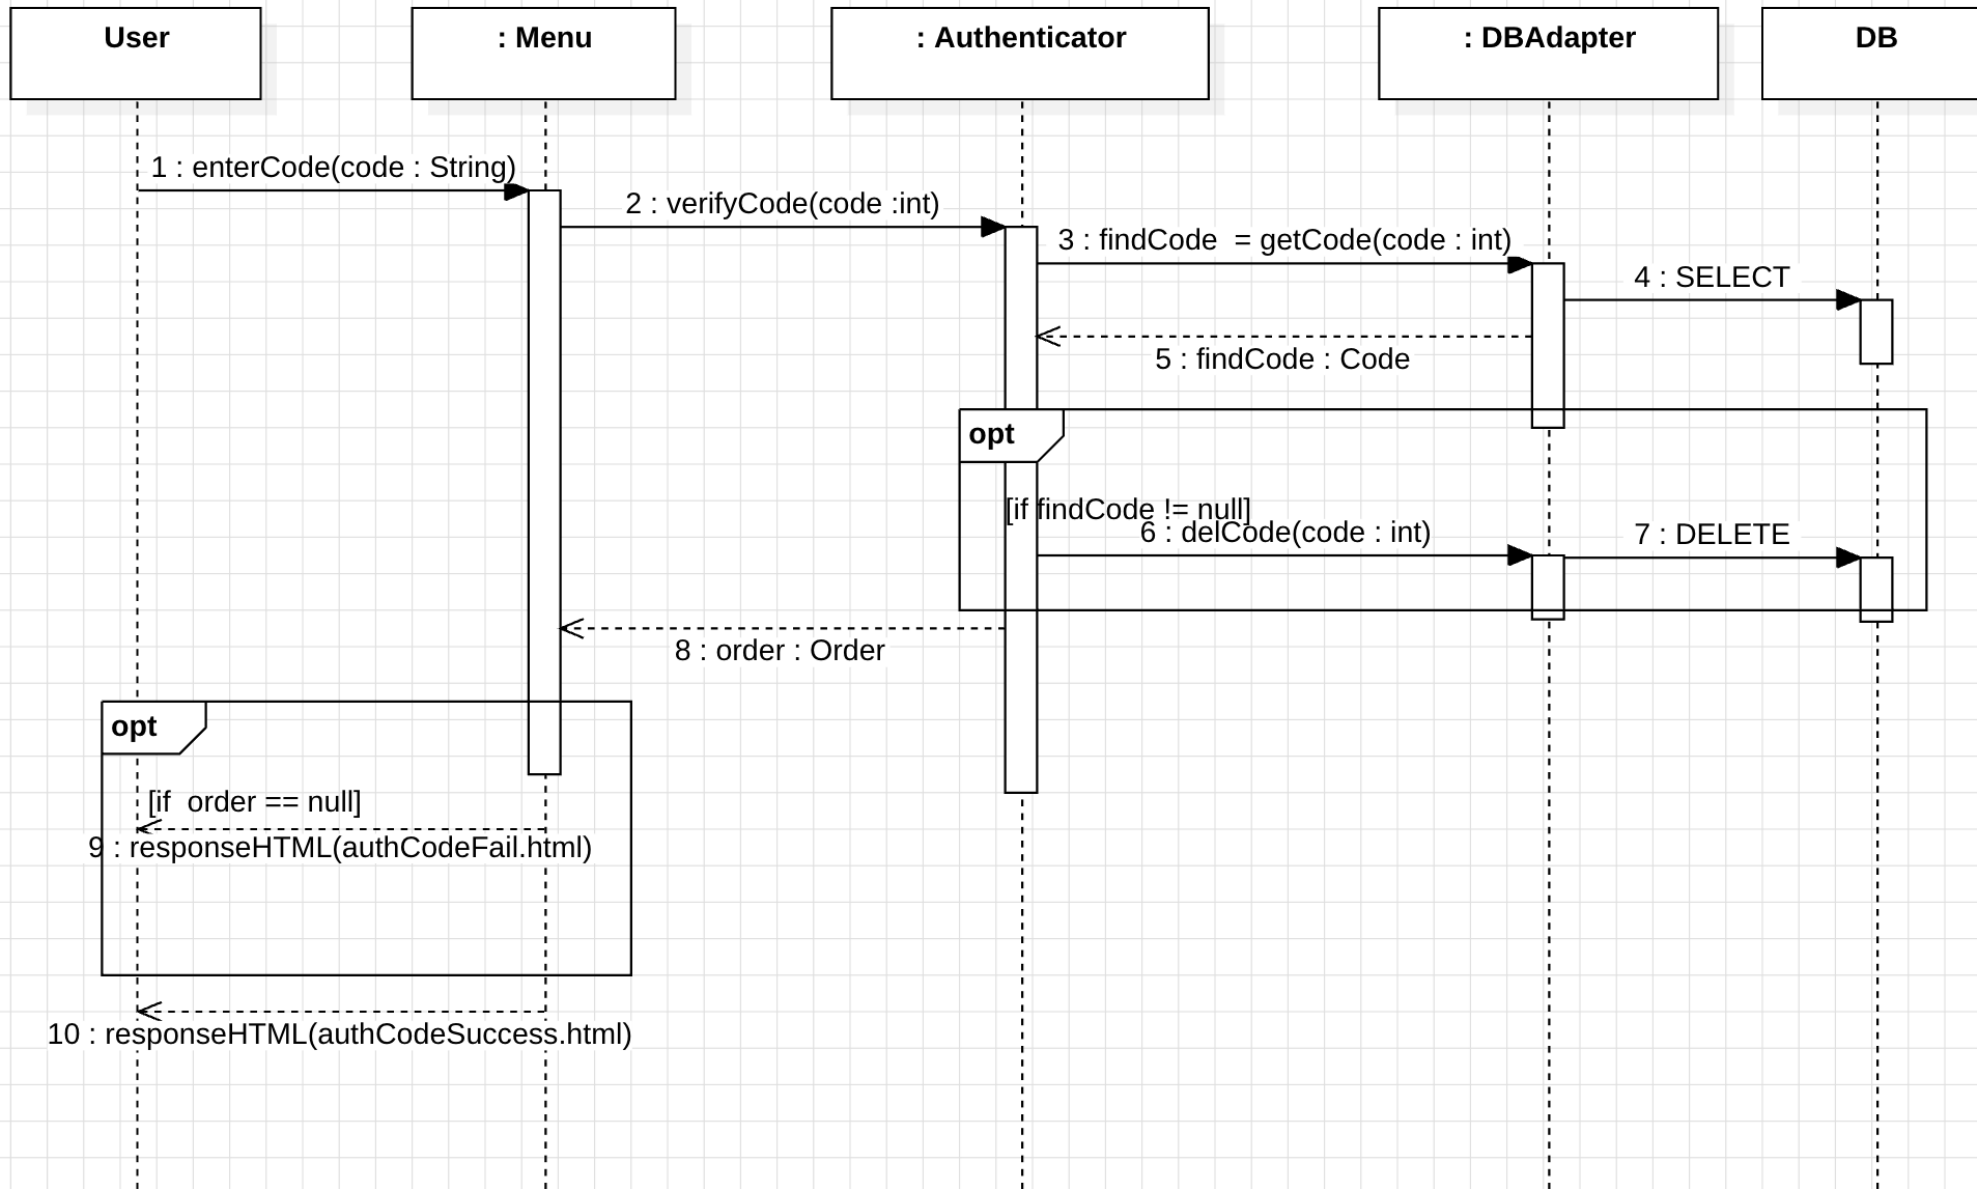 User
: Menu
: Authenticator
: DBAdapter
DB
1 : enterCode(code : String)
2 : verifyCode(code :int)
3 : findCode  = getCode(code : int)
4 : SELECT
5 : findCode : Code
opt
[if findCode != null]
6 : delCode(code : int)
7 : DELETE
8 : order : Order
opt
[if  order == null]
9 : responseHTML(authCodeFail.html)
10 : responseHTML(authCodeSuccess.html)